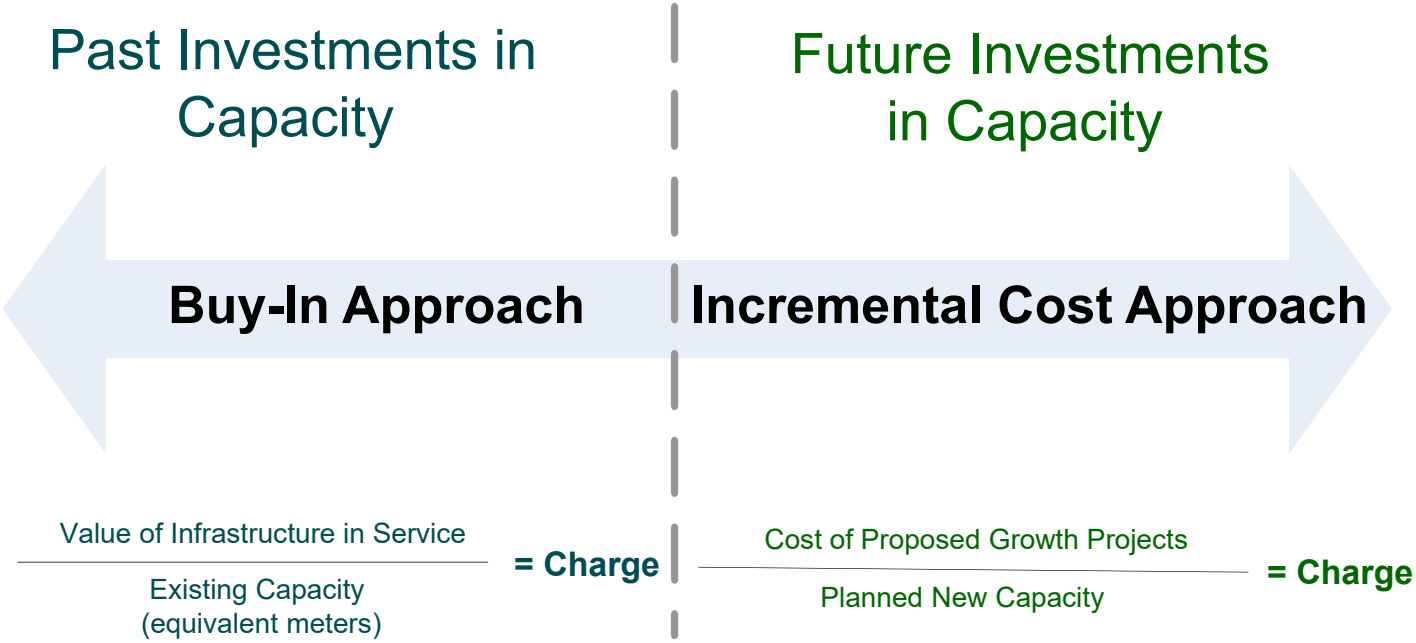 Past Investments in
Capacity
Future Investments
in Capacity
Buy-In Approach
Incremental Cost Approach
Value of Infrastructure in Service
Existing Capacity
(equivalent meters)
= Charge
Cost of Proposed Growth Projects
Planned New Capacity
= Charge